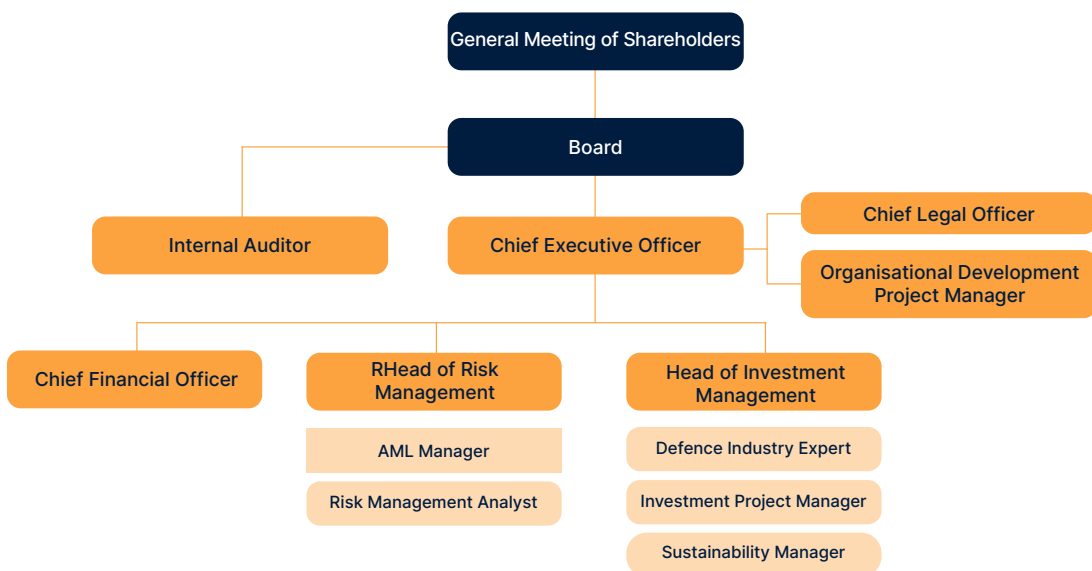 General Meeting of Shareholders
Board
Internal Auditor
Chief Executive Officer
Chief Legal Officer
Organisational Development
Project Manager
Chief Financial Officer
RHead of Risk
Management
AML Manager
Risk Management Analyst
Head of Investment
Management
Defence Industry Expert
Investment Project Manager
Sustainability Manager